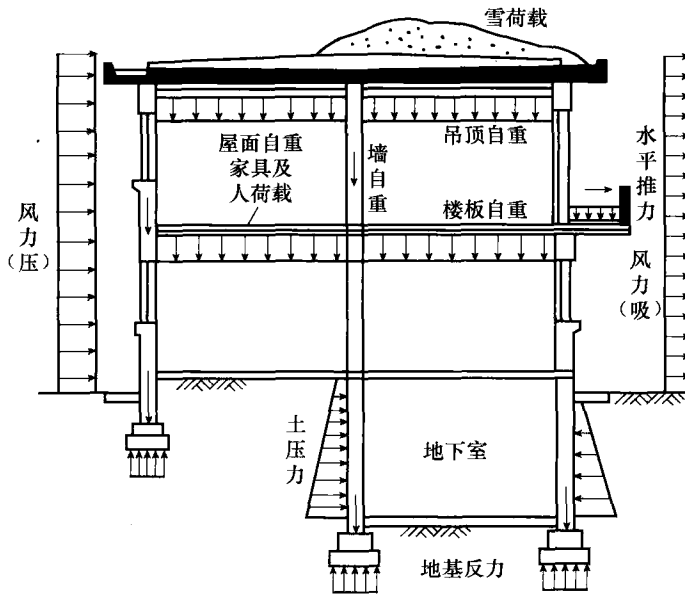 雪荷载
屋面自重
家具及
人荷载
墙自重
吊顶自重
楼板自重
水平推力
风力（压）
风力（吸）
土压力
地下室
地基反力